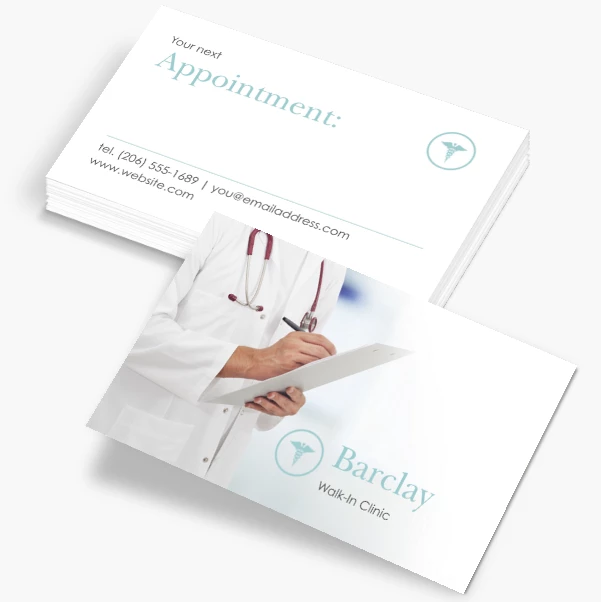 Your next
Appointment:
tel. (206) 555-1689 | you@emailaddress.com
www.website.com
Barclay
Walk-In Clinic